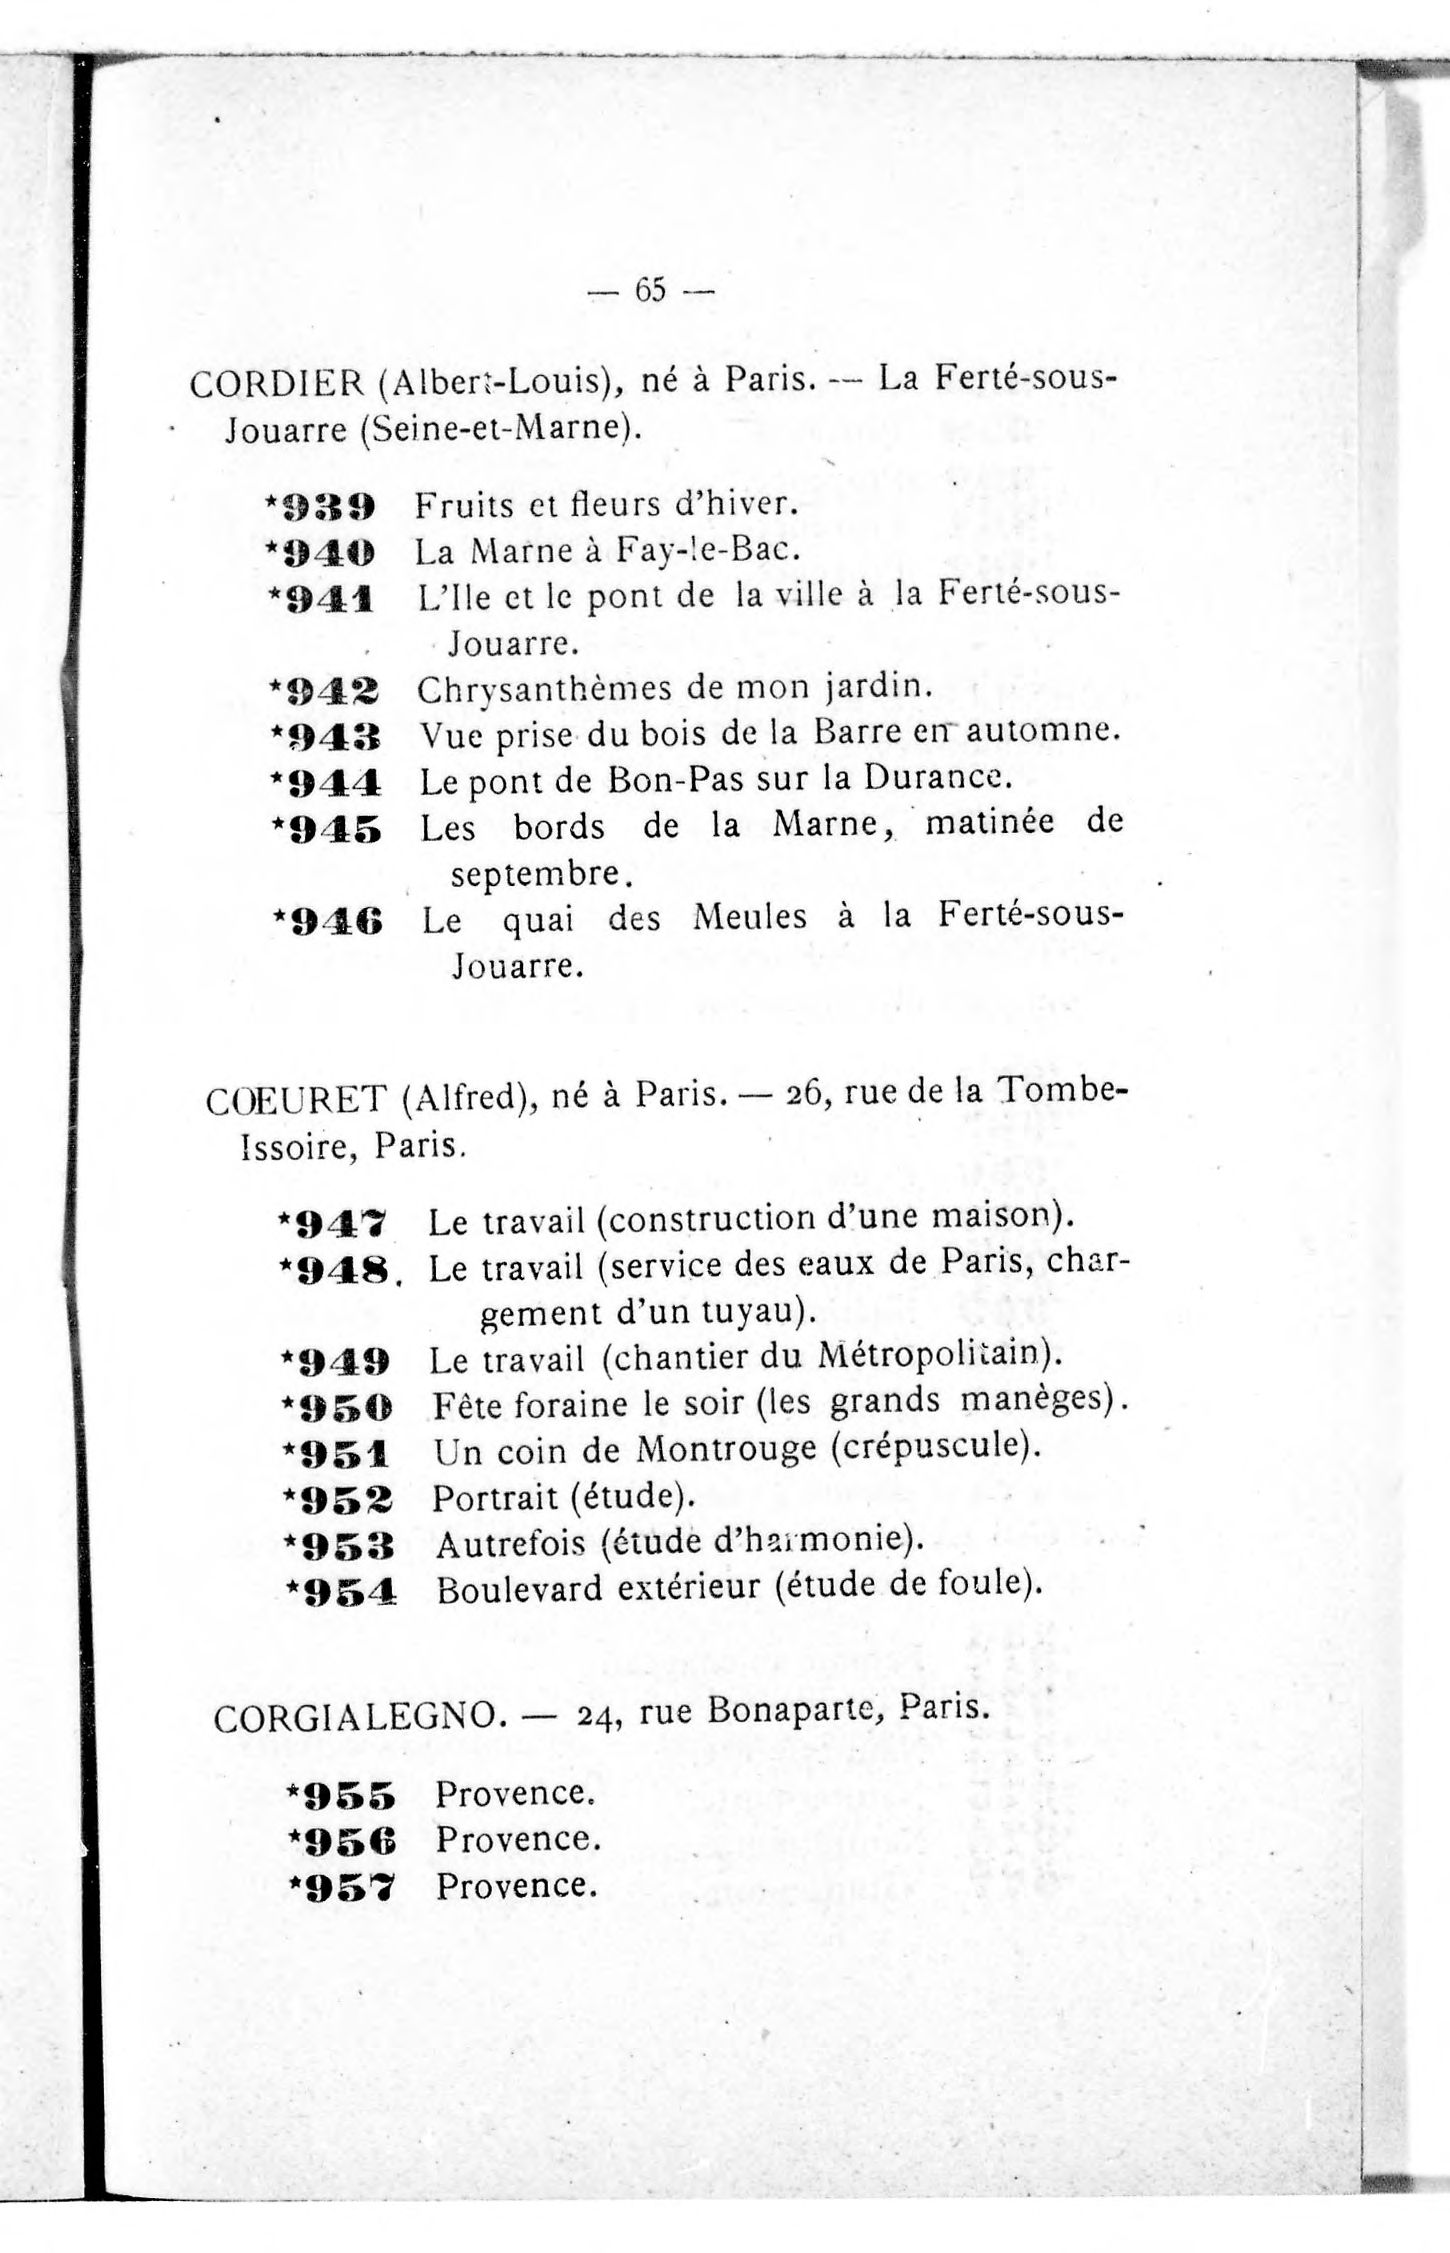 — 65 —
CORDIER (Albert-Louis), né à Paris. — La Ferté-sous-
Jouarre (Seine-et-Marne).
*939 Fruits et fleurs d'hiver.
*940 La Marne à Fay-le-Bac.
*941 L'Ile et le pont de la ville à la Ferté-sous-
Jouarre.
*942 Chrysanthèmes de mon jardin.
*943 Vue prise du bois de la Barre en automne.
*944 Le pont de Bon-Pas sur la Durance.
*945 Les bords de la Marne, matinée de
septembre.
*946 Le quai des Meules à la Ferté-sous-
Jouarre.
COEURET (Alfred), né à Paris. — 26, rue de la Tombe-
Issoire, Paris.
*947 Le travail (construction d'une maison).
*948. Le travail (service des eaux de Paris, char-
gement d'un tuyau).
*949 Le travail (chantier du Métropolitain).
*950 Fête foraine le soir (les grands manèges).
*951 Un coin de Montrouge (crépuscule).
*952 Portrait (étude).
*953 Autrefois (étude d'harmonie).
*954 Boulevard extérieur (étude de foule).
CORGIALEGNO. — 24, rue Bonaparte, Paris.
*955 Provence.
*956 Provence.
*957 Provence.